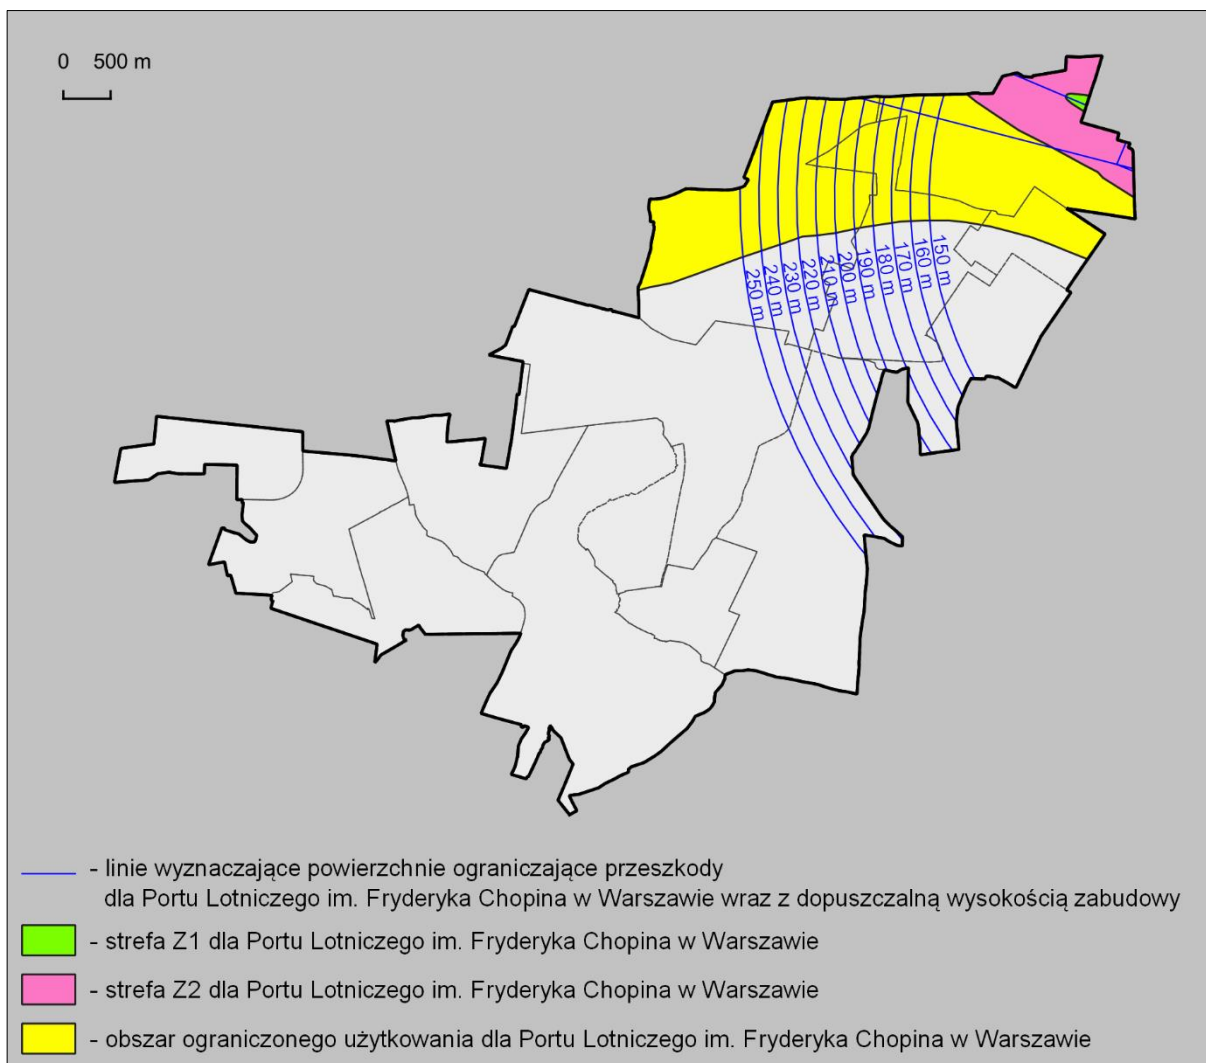 0 500 m
150 m
160 m
170 m
180 m
190 m
200 m
210 m
220 m
230 m
240 m
250 m
- linie wyznaczające powierzchnie ograniczające przeszkody
dla Portu Lotniczego im. Fryderyka Chopina w Warszawie wraz z dopuszczalną wysokością zabudowy
- strefa Z1 dla Portu Lotniczego im. Fryderyka Chopina w Warszawie
- strefa Z2 dla Portu Lotniczego im. Fryderyka Chopina w Warszawie
- obszar ograniczonego użytkowania dla Portu Lotniczego im. Fryderyka Chopina w Warszawie